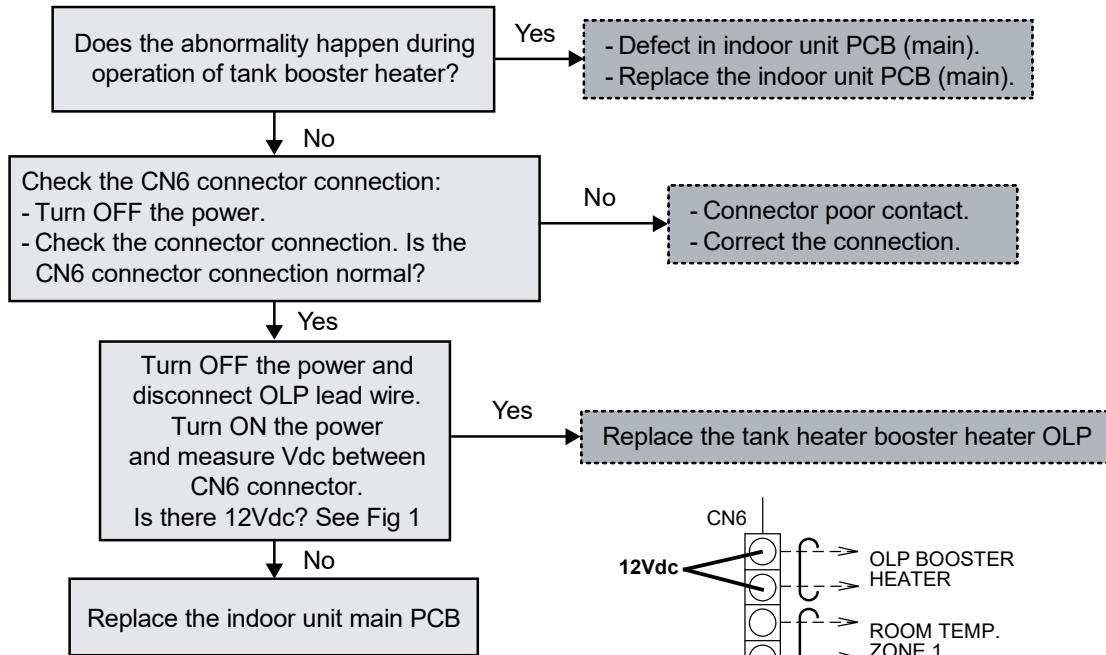 Does the abnormality happen during
operation of tank booster heater?
Yes
- Defect in indoor unit PCB (main).
- Replace the indoor unit PCB (main).
No
Check the CN6 connector connection:
- Turn OFF the power.
- Check the connector connection. Is the
CN6 connector connection normal?
No
- Connector poor contact.
- Correct the connection.
Yes
Turn OFF the power and
disconnect OLP lead wire.
Turn ON the power
and measure Vdc between
CN6 connector.
Is there 12Vdc? See Fig 1
Yes
Replace the tank heater booster heater OLP
No
Replace the indoor unit main PCB
CN6
12Vdc
OLP BOOSTER
HEATER
ROOM TEMP.
ZONE 1